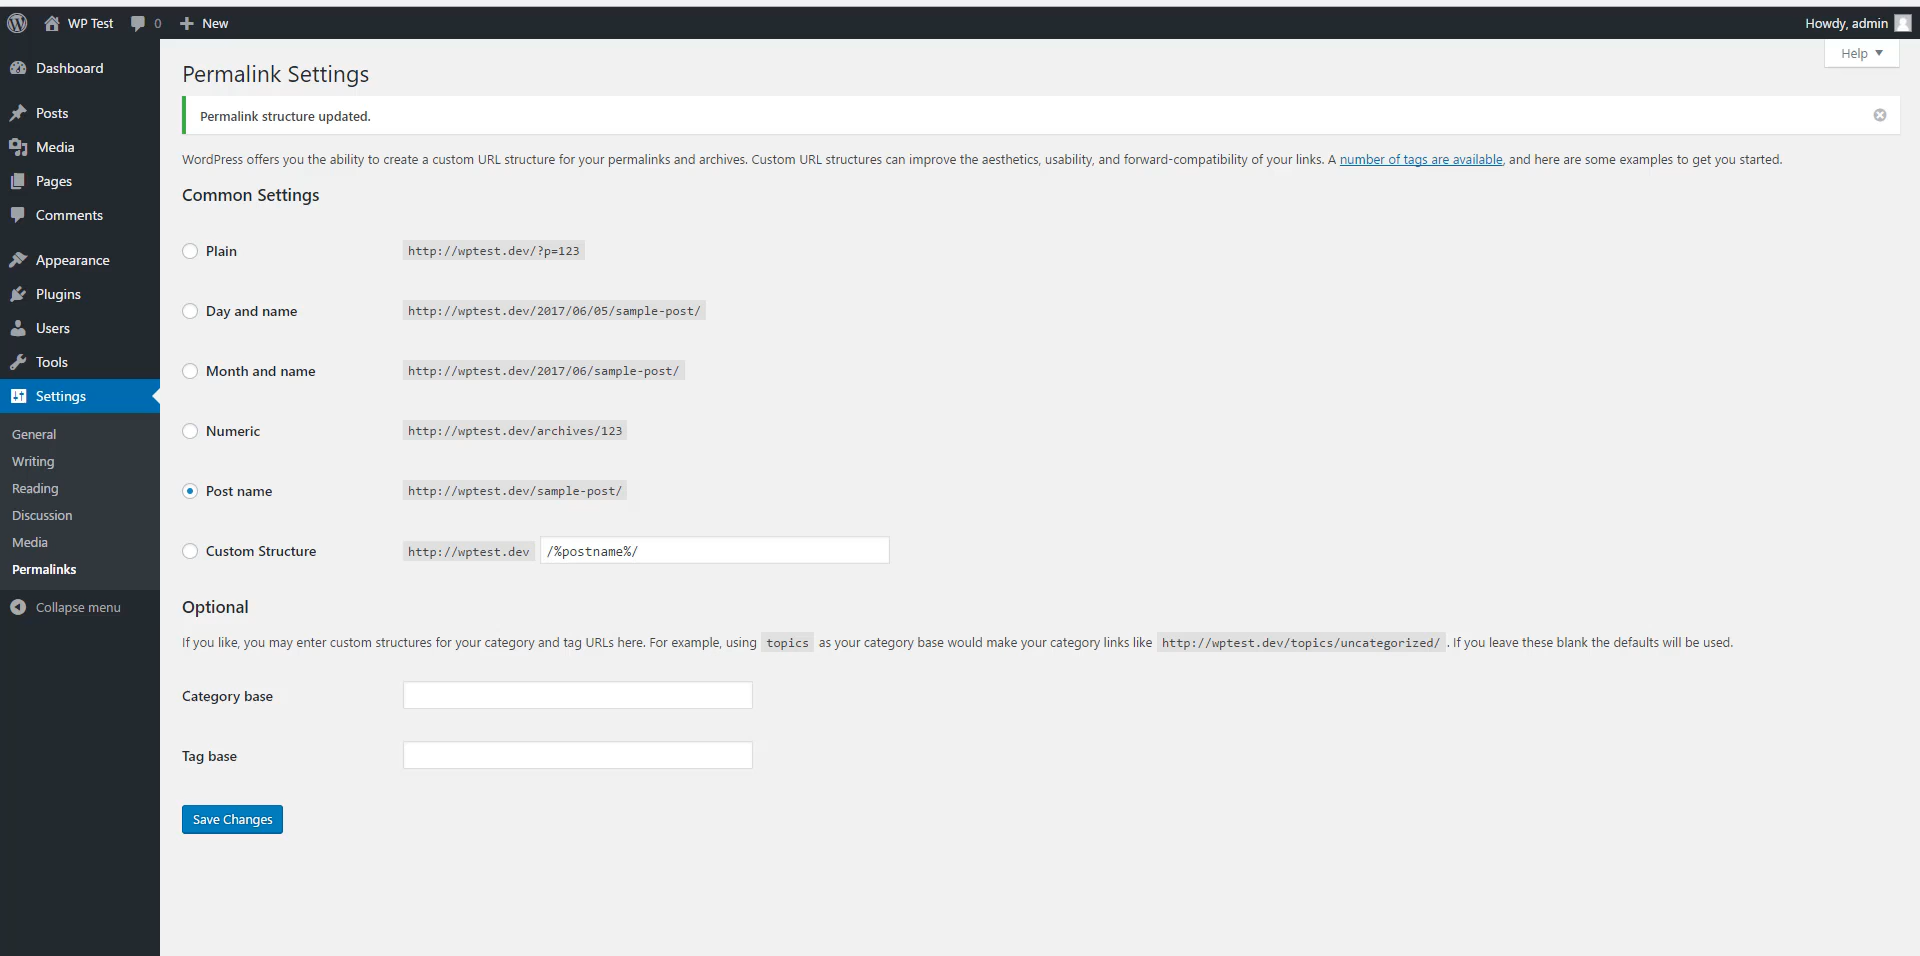 WP Test 0 New Howdy, admin
Help
Dashboard
Posts
Media
Pages
Comments
Appearance
Plugins
Users
Tools
Settings
General
Writing
Reading
Discussion
Media
Permalinks
Collapse menu
Permalink Settings
Permalink structure updated.
WordPress offers you the ability to create a custom URL structure for your permalinks and archives. Custom URL structures can improve the aesthetics, usability, and forward-compatibility of your links. A number of tags are available, and here are some examples to get you started.
Common Settings
Plain http://wptest.dev/?p=123
Day and name http://wptest.dev/2017/06/05/sample-post/
Month and name http://wptest.dev/2017/06/sample-post/
Numeric http://wptest.dev/archives/123
Post name http://wptest.dev/sample-post/
Custom Structure http://wptest.dev /%postname%/
Optional
If you like, you may enter custom structures for your category and tag URLs here. For example, using topics as your category base would make your category links like http://wptest.dev/topics/uncategorized/ . If you leave these blank the defaults will be used.
Category base
Tag base
Save Changes